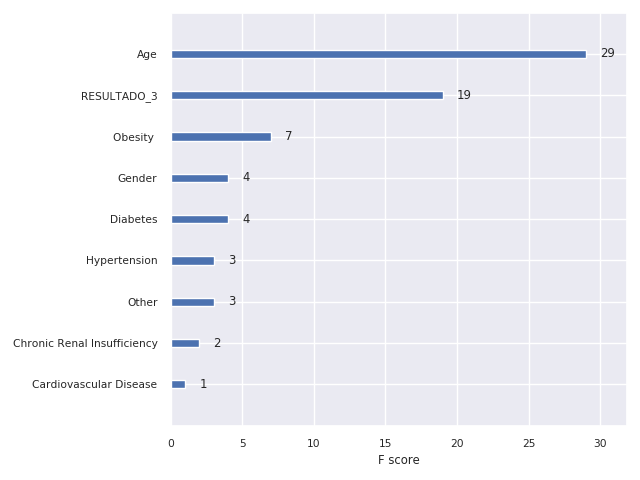 Age 29
RESULTADO_3 19
Obesity 7
Gender 4
Diabetes 4
Hypertension 3
Other 3
Chronic Renal Insufficiency 2
Cardiovascular Disease 1
0 5 10 15 20 25 30
F score